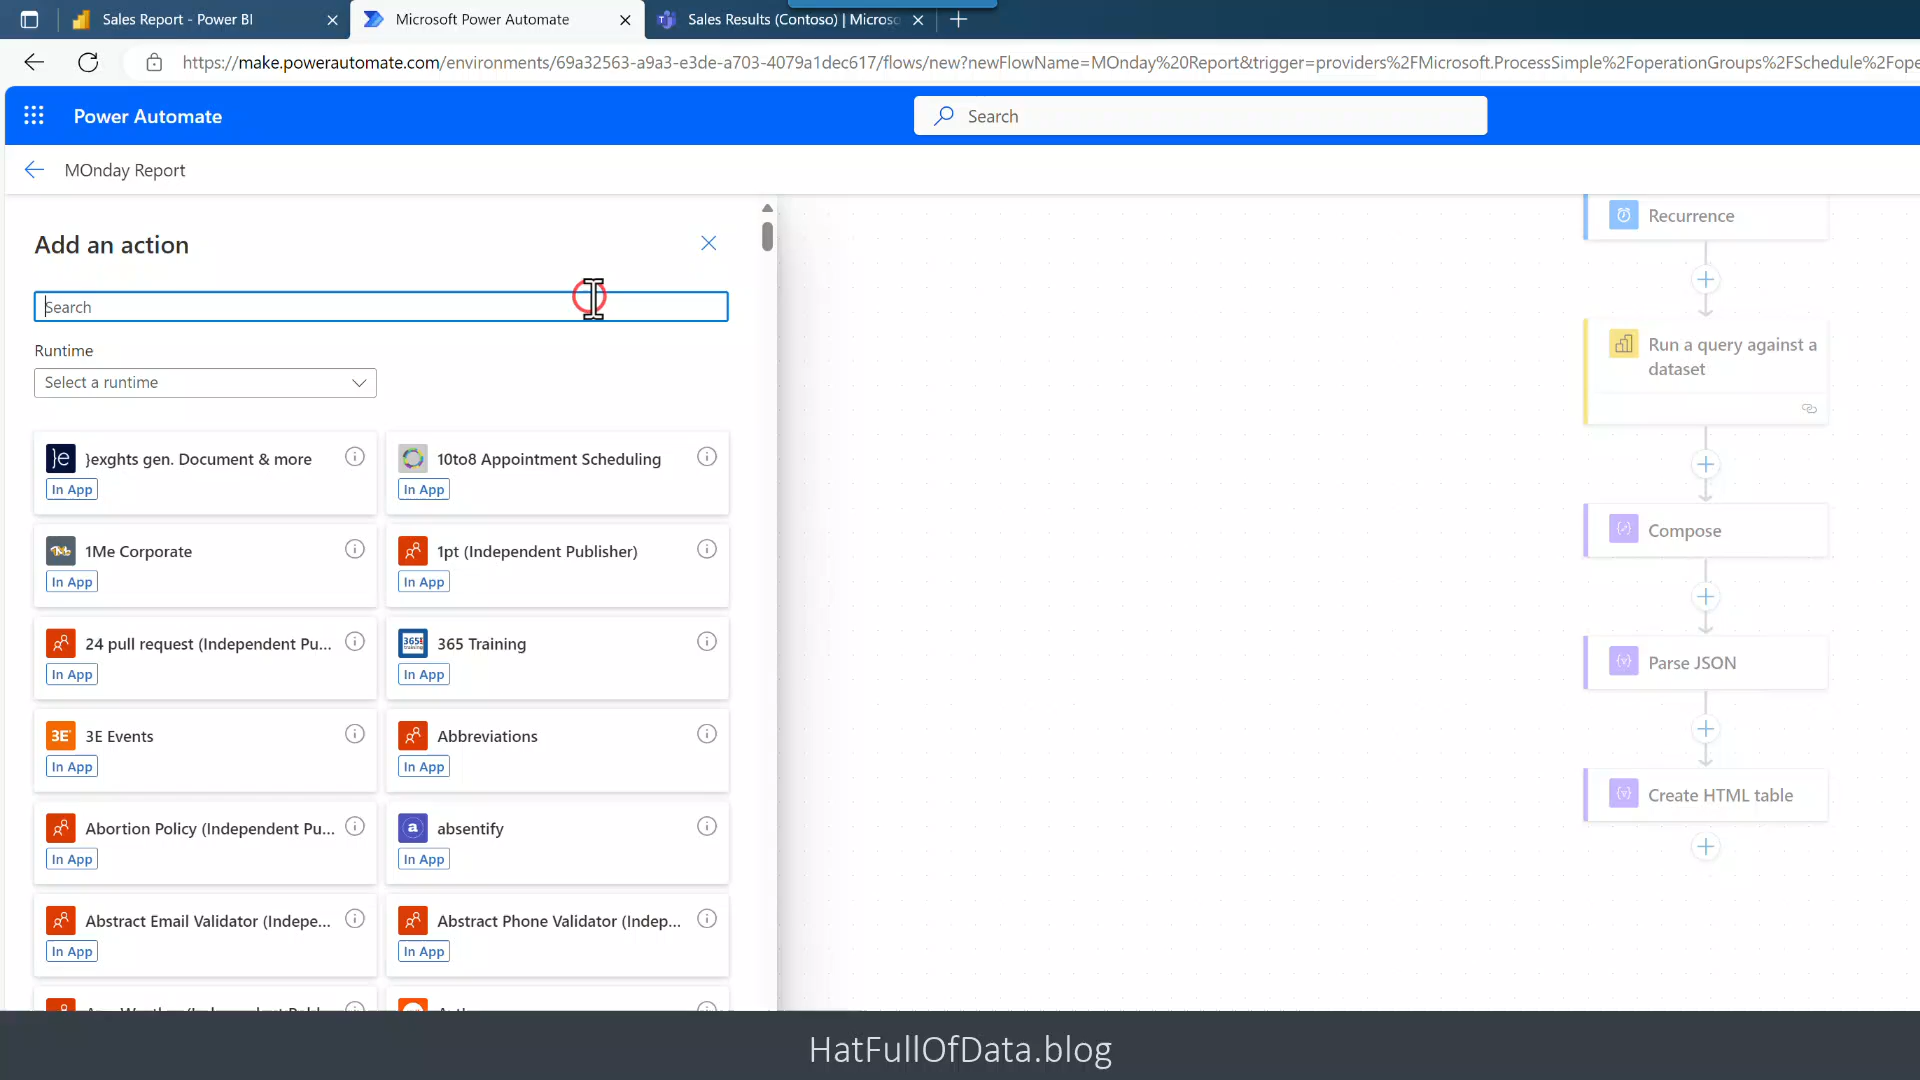 Sales Report - Power BI
Microsoft Power Automate
Sales Results (Contoso) | Micros
https://make.powerautomate.com/environments/69a32563-a9a3-e3de-a703-4079a1dec617/flows/new?newFlowName=MOnday%20Report&trigger=providers%2FMicrosoft.ProcessSimple%2FoperationGroups%2FSchedule%2Fope
Power Automate
Search
MOnday Report
Add an action
Search
Runtime
Select a runtime
}exghts gen. Document & more
In App
10to8 Appointment Scheduling
In App
1Me Corporate
In App
1pt (Independent Publisher)
In App
24 pull request (Independent Pu...
In App
365 Training
In App
3E Events
In App
Abbreviations
In App
Abortion Policy (Independent Pu...
In App
absentify
In App
Abstract Email Validator (Indepe...
In App
Abstract Phone Validator (Indep...
In App
Recurrence
Run a query against a
dataset
Compose
Parse JSON
Create HTML table
HatFullOfData.blog